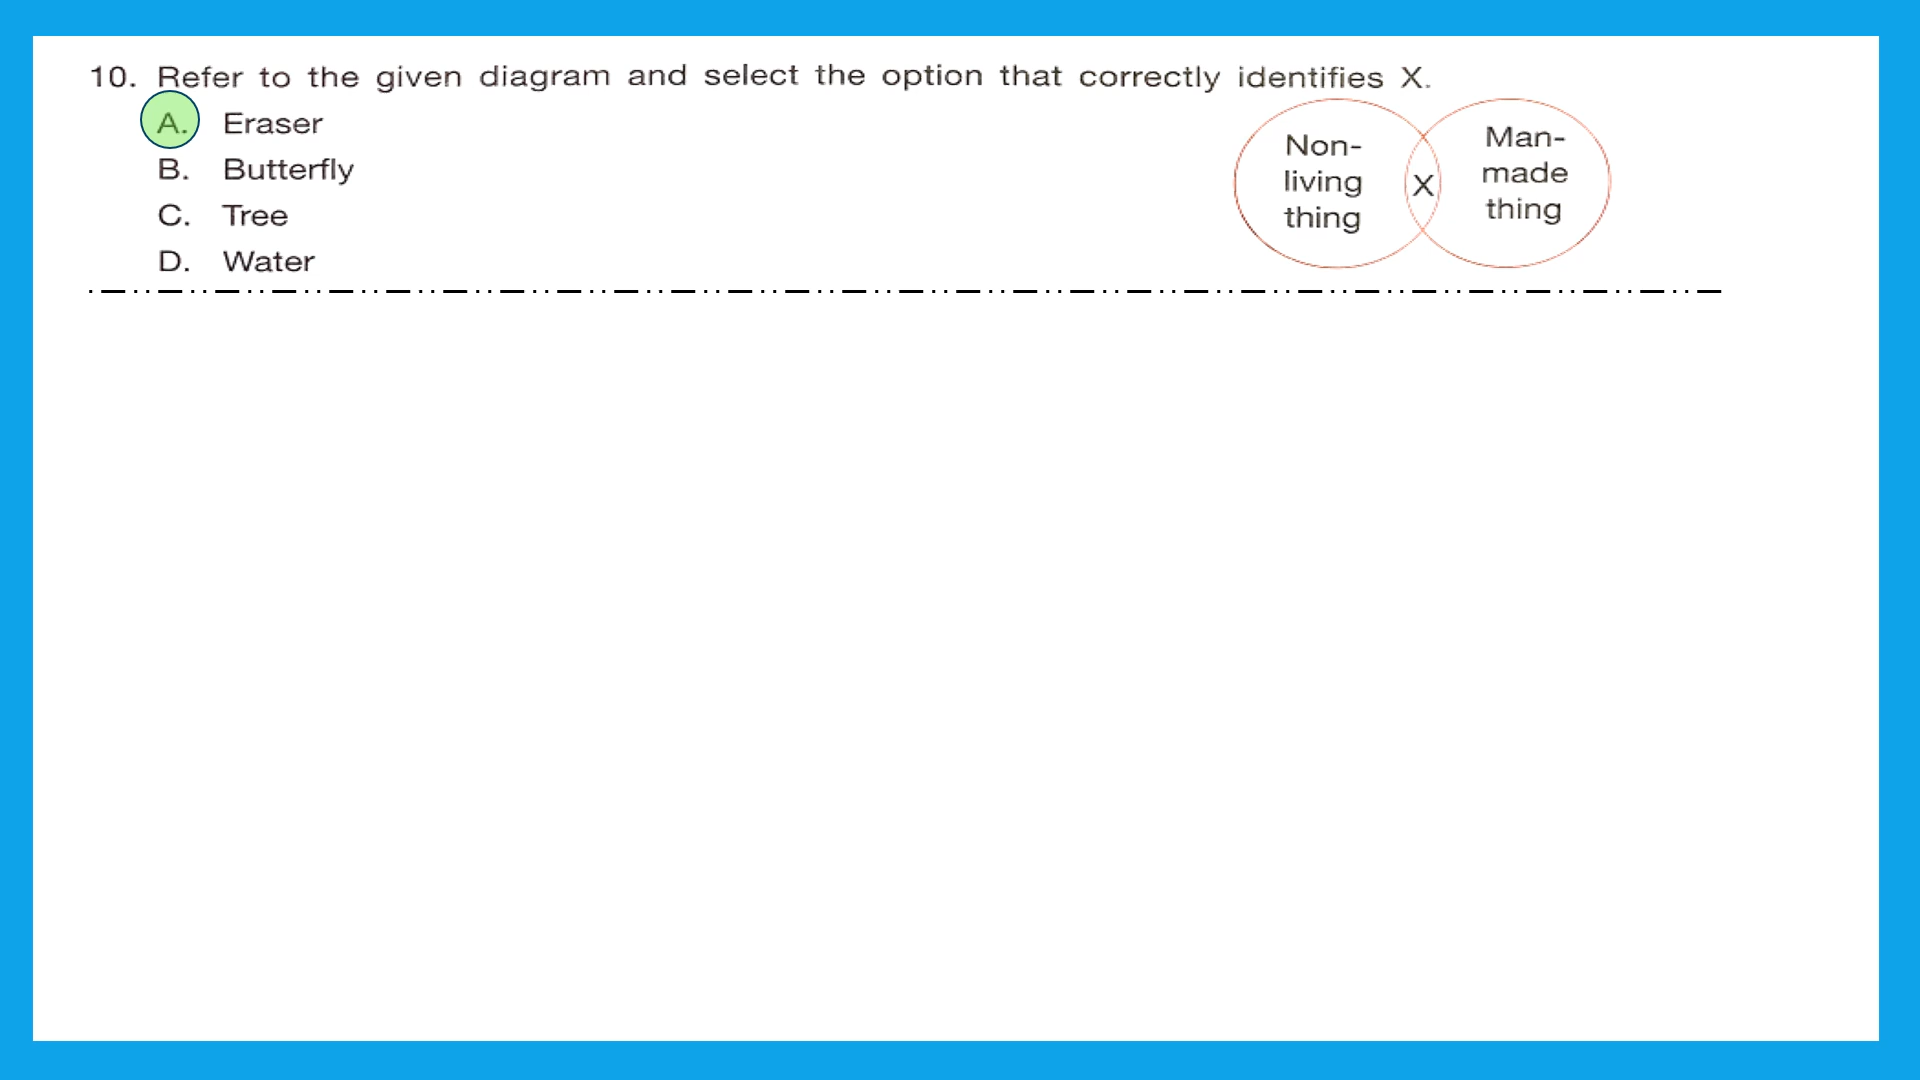 10. Refer to the given diagram and select the option that correctly identifies X.
A. Eraser
B. Butterfly
C. Tree
D. Water
Non-
living
thing
X
Man-
made
thing